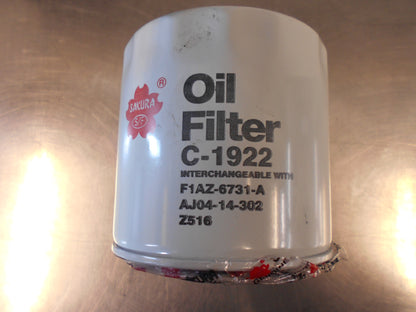 ®
SAKURA
S/F
Oil
Filter
C-1922
INTERCHANGEABLE WITH
F1AZ-6731-A
AJ04-14-302
Z516